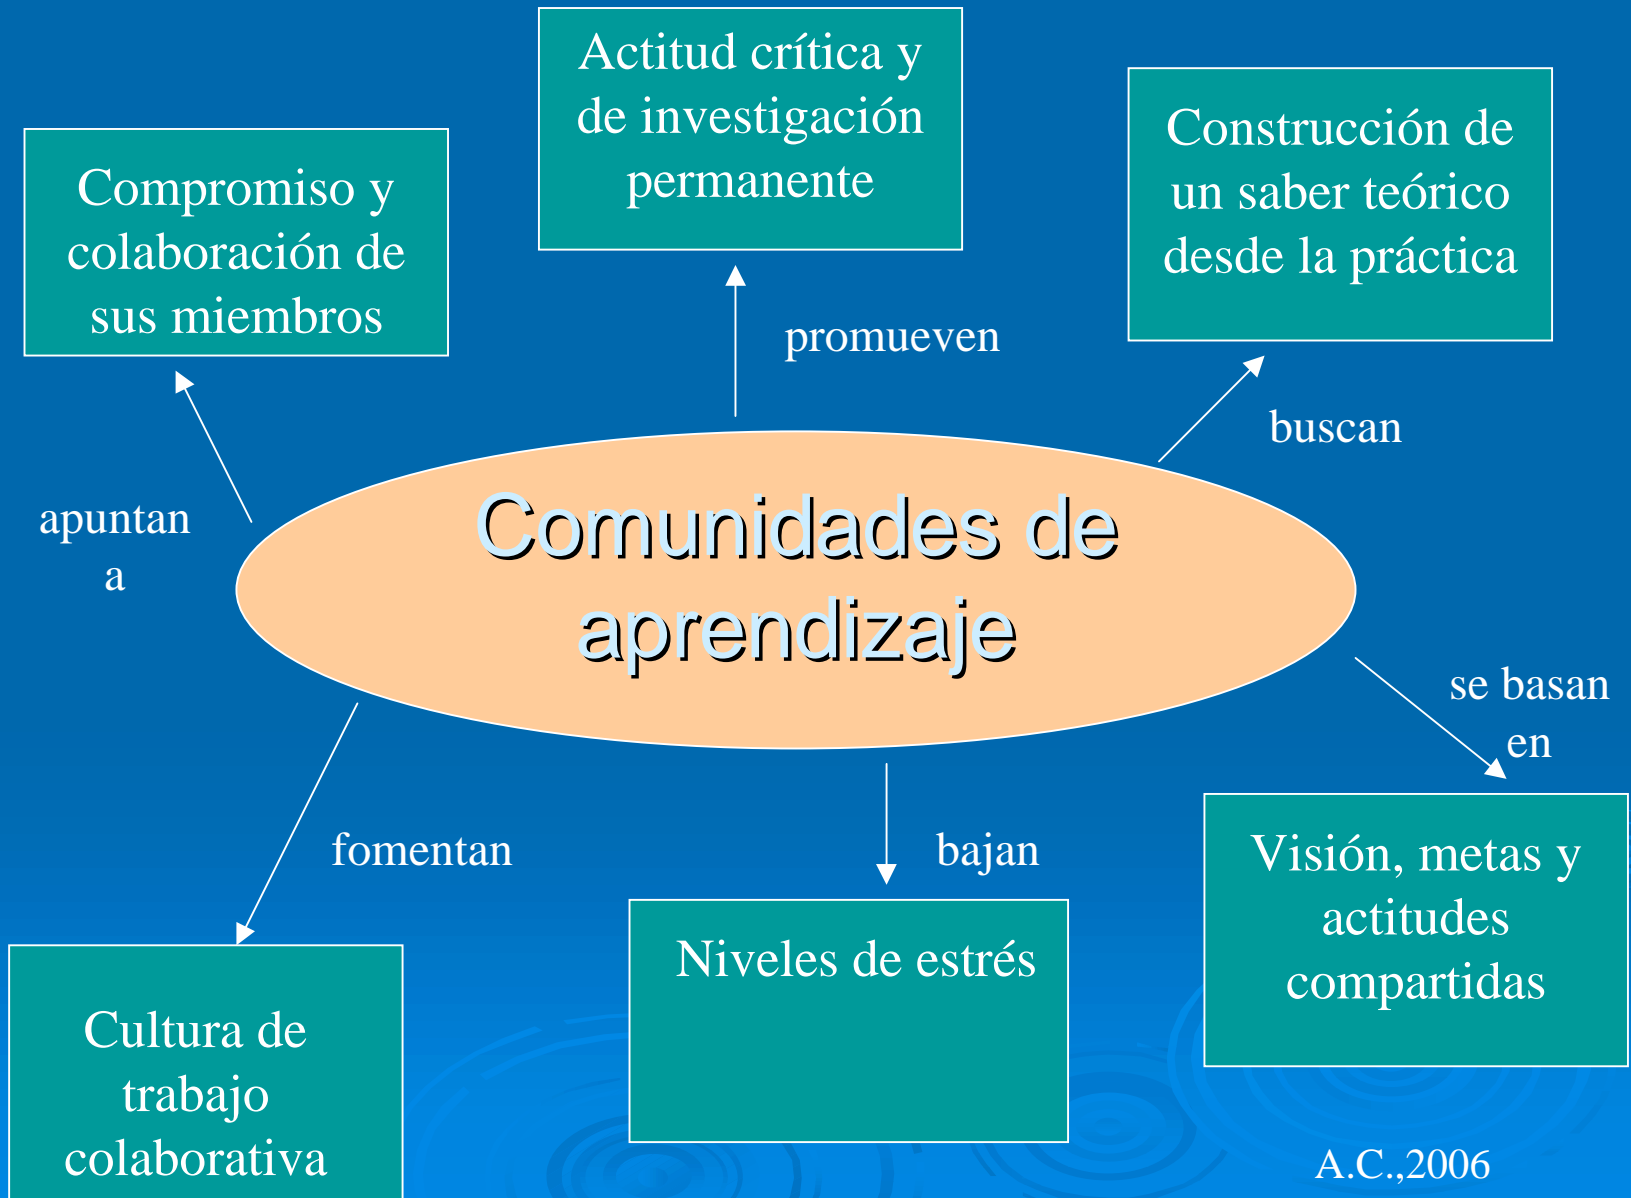 Actitud crítica y
de investigación
permanente
Construcción de
un saber teórico
desde la práctica
Compromiso y
colaboración de
sus miembros
promueven
buscan
apuntan
a
Comunidades de
aprendizaje
se basan
en
fomentan
bajan
Visión, metas y
actitudes
compartidas
Niveles de estrés
Cultura de
trabajo
colaborativa
A.C.,2006